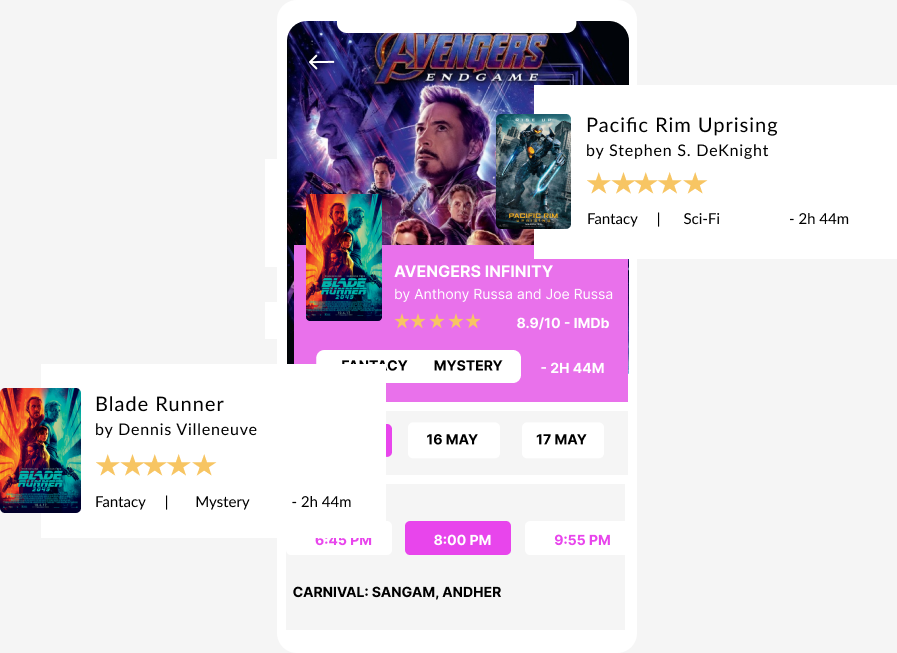 AVENGERS
ENDGAME
Pacific Rim Uprising
by Stephen S. DeKnight
Fantacy | Sci-Fi - 2h 44m
PACIFIC RIM
UPRISING
AVENGERS INFINITY
by Anthony Russa and Joe Russa
8.9/10 - IMDb
BLADE
RUNNER
2049
FANTACY MYSTERY - 2H 44M
Blade Runner
by Dennis Villeneuve
Fantacy | Mystery - 2h 44m
BLADE
RUNNER
2049
16 MAY 17 MAY
6:45 PM 8:00 PM 9:55 PM
CARNIVAL: SANGAM, ANDHER